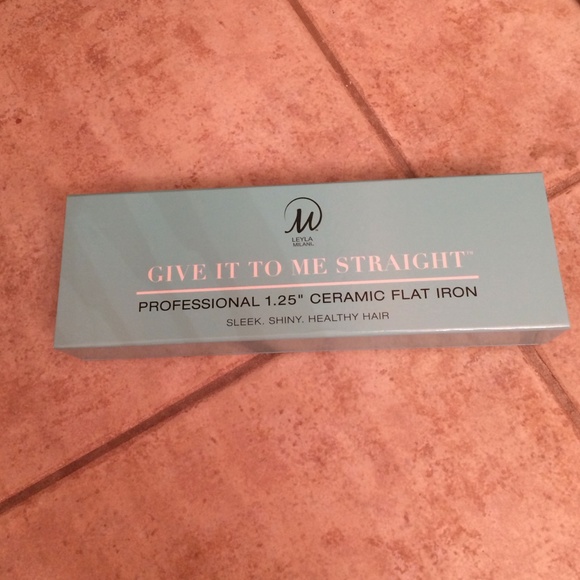 M
LEYLA
MILANI.
GIVE IT TO ME STRAIGHT™
PROFESSIONAL 1.25" CERAMIC FLAT IRON
SLEEK. SHINY. HEALTHY HAIR